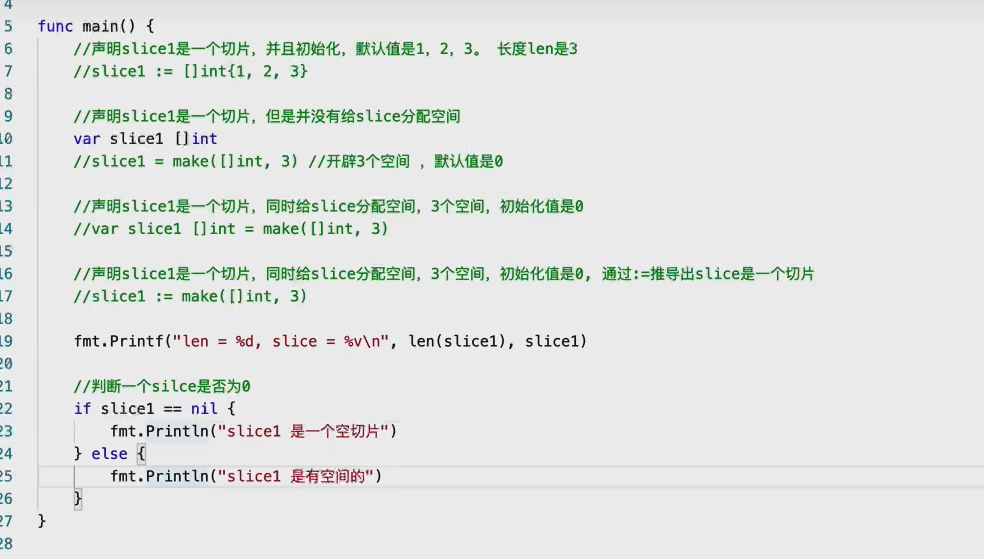 4
5 func main() {
6 //声明slice1是一个切片，并且初始化，默认值是1，2，3。 长度len是3
7 //slice1 := []int{1, 2, 3}
8
9 //声明slice1是一个切片，但是并没有给slice分配空间
10 var slice1 []int
11 //slice1 = make([]int, 3) //开辟3个空间 ，默认值是0
12
13 //声明slice1是一个切片，同时给slice分配空间，3个空间，初始化值是0
14 //var slice1 []int = make([]int, 3)
15
16 //声明slice1是一个切片，同时给slice分配空间，3个空间，初始化值是0, 通过:=推导出slice是一个切片
17 //slice1 := make([]int, 3)
18
19 fmt.Printf("len = %d, slice = %v\n", len(slice1), slice1)
20
21 //判断一个silce是否为0
22 if slice1 == nil {
23 fmt.Println("slice1 是一个空切片")
24 } else {
25 fmt.Println("slice1 是有空间的")
26 }
27 }
28